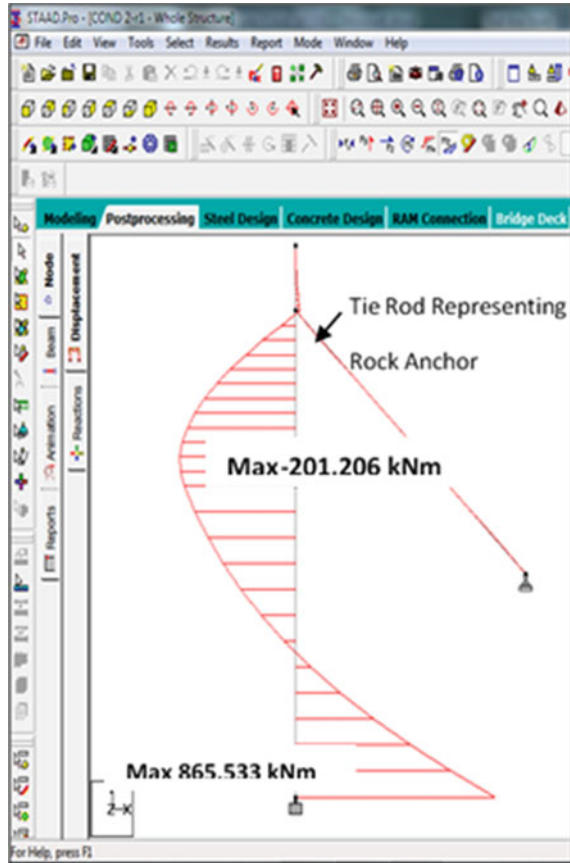 STAAD.Pro - [COND 2-r1 - Whole Structure]
File Edit View Tools Select Results Report Mode Window Help
Modeling Postprocessing Steel Design Concrete Design RAM Connection Bridge Deck
Node
Beam
Animation
Reports
Displacement
Reactions
Tie Rod Representing
Rock Anchor
Max-201.206 kNm
Max 865.533 kNm
For Help, press F1